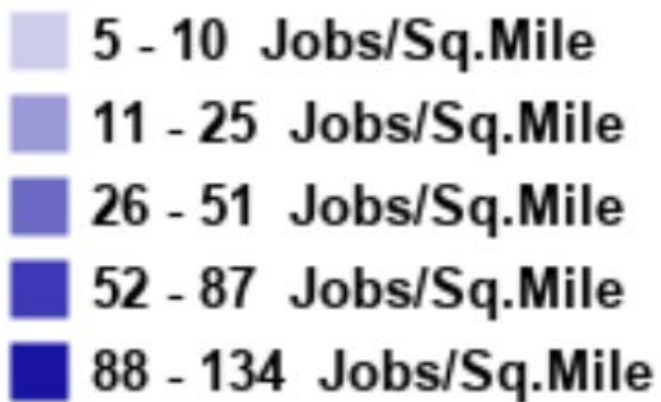 5 - 10 Jobs/Sq.Mile
11 - 25 Jobs/Sq.Mile
26 - 51 Jobs/Sq.Mile
52 - 87 Jobs/Sq.Mile
88 - 134 Jobs/Sq.Mile